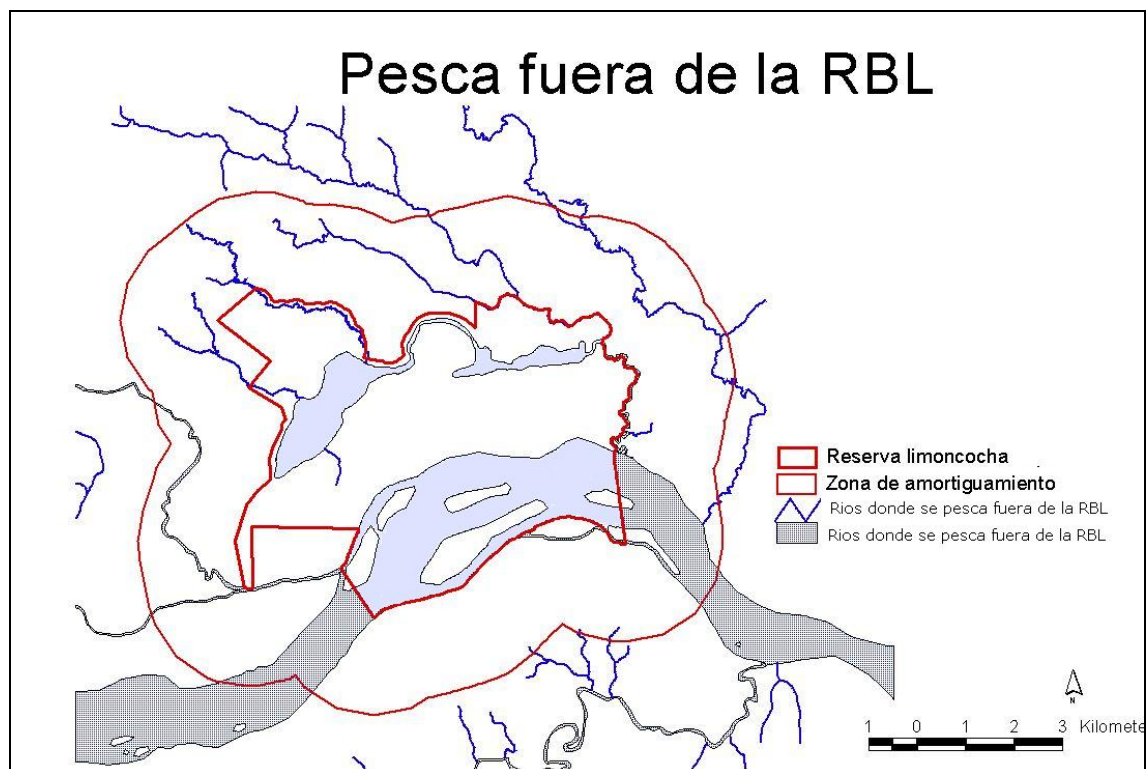 Pesca fuera de la RBL
Reserva limoncocha
Zona de amortiguamiento
Rios donde se pesca fuera de la RBL
Rios donde se pesca fuera de la RBL
N
1 0 1 2 3 Kilomete